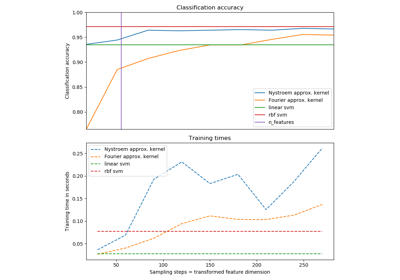 Classification accuracy
1.00
0.95
0.90
0.85
0.80
Classification accuracy
Nystroem approx. kernel
Fourier approx. kernel
linear svm
rbf svm
n_features
Training times
Nystroem approx. kernel
Fourier approx. kernel
linear svm
rbf svm
0.25
0.20
0.15
0.10
0.05
Training time in seconds
50
100
150
200
250
Sampling steps = transformed feature dimension